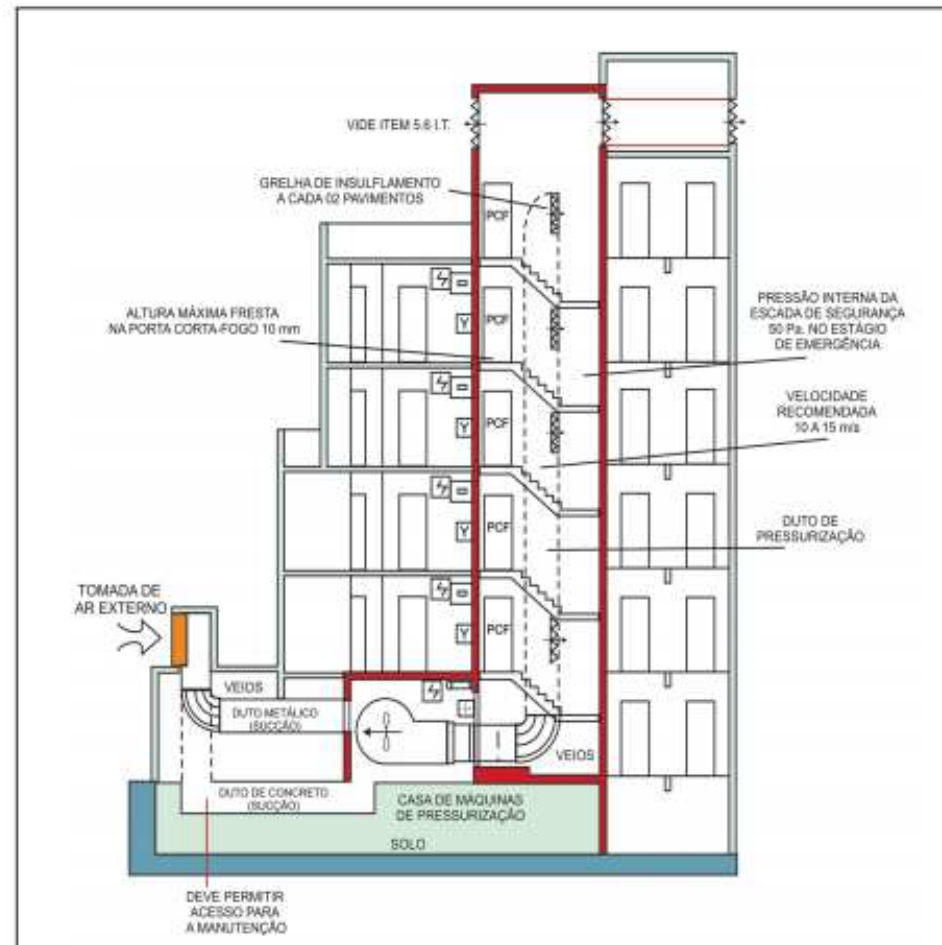 VIDE ITEM 5.6 I.T.
GRELHA DE INSULFLAMENTO
A CADA 02 PAVIMENTOS
PCF
ALTURA MÁXIMA FRESTA
NA PORTA CORTA-FOGO 10 mm
PCF
PRESSÃO INTERNA DA
ESCADA DE SEGURANÇA
50 Pa. NO ESTÁGIO
DE EMERGÊNCIA
Y
PCF
VELOCIDADE
RECOMENDADA
10 A 15 m/s
Y
PCF
DUTO DE
PRESSURIZAÇÃO
Y
TOMADA DE
AR EXTERNO
PCF
Y
VEIOS
DUTO METÁLICO
(SUCÇÃO)
VEIOS
DUTO DE CONCRETO
(SUCÇÃO)
CASA DE MÁQUINAS
DE PRESSURIZAÇÃO
SOLO
DEVE PERMITIR
ACESSO PARA
A MANUTENÇÃO